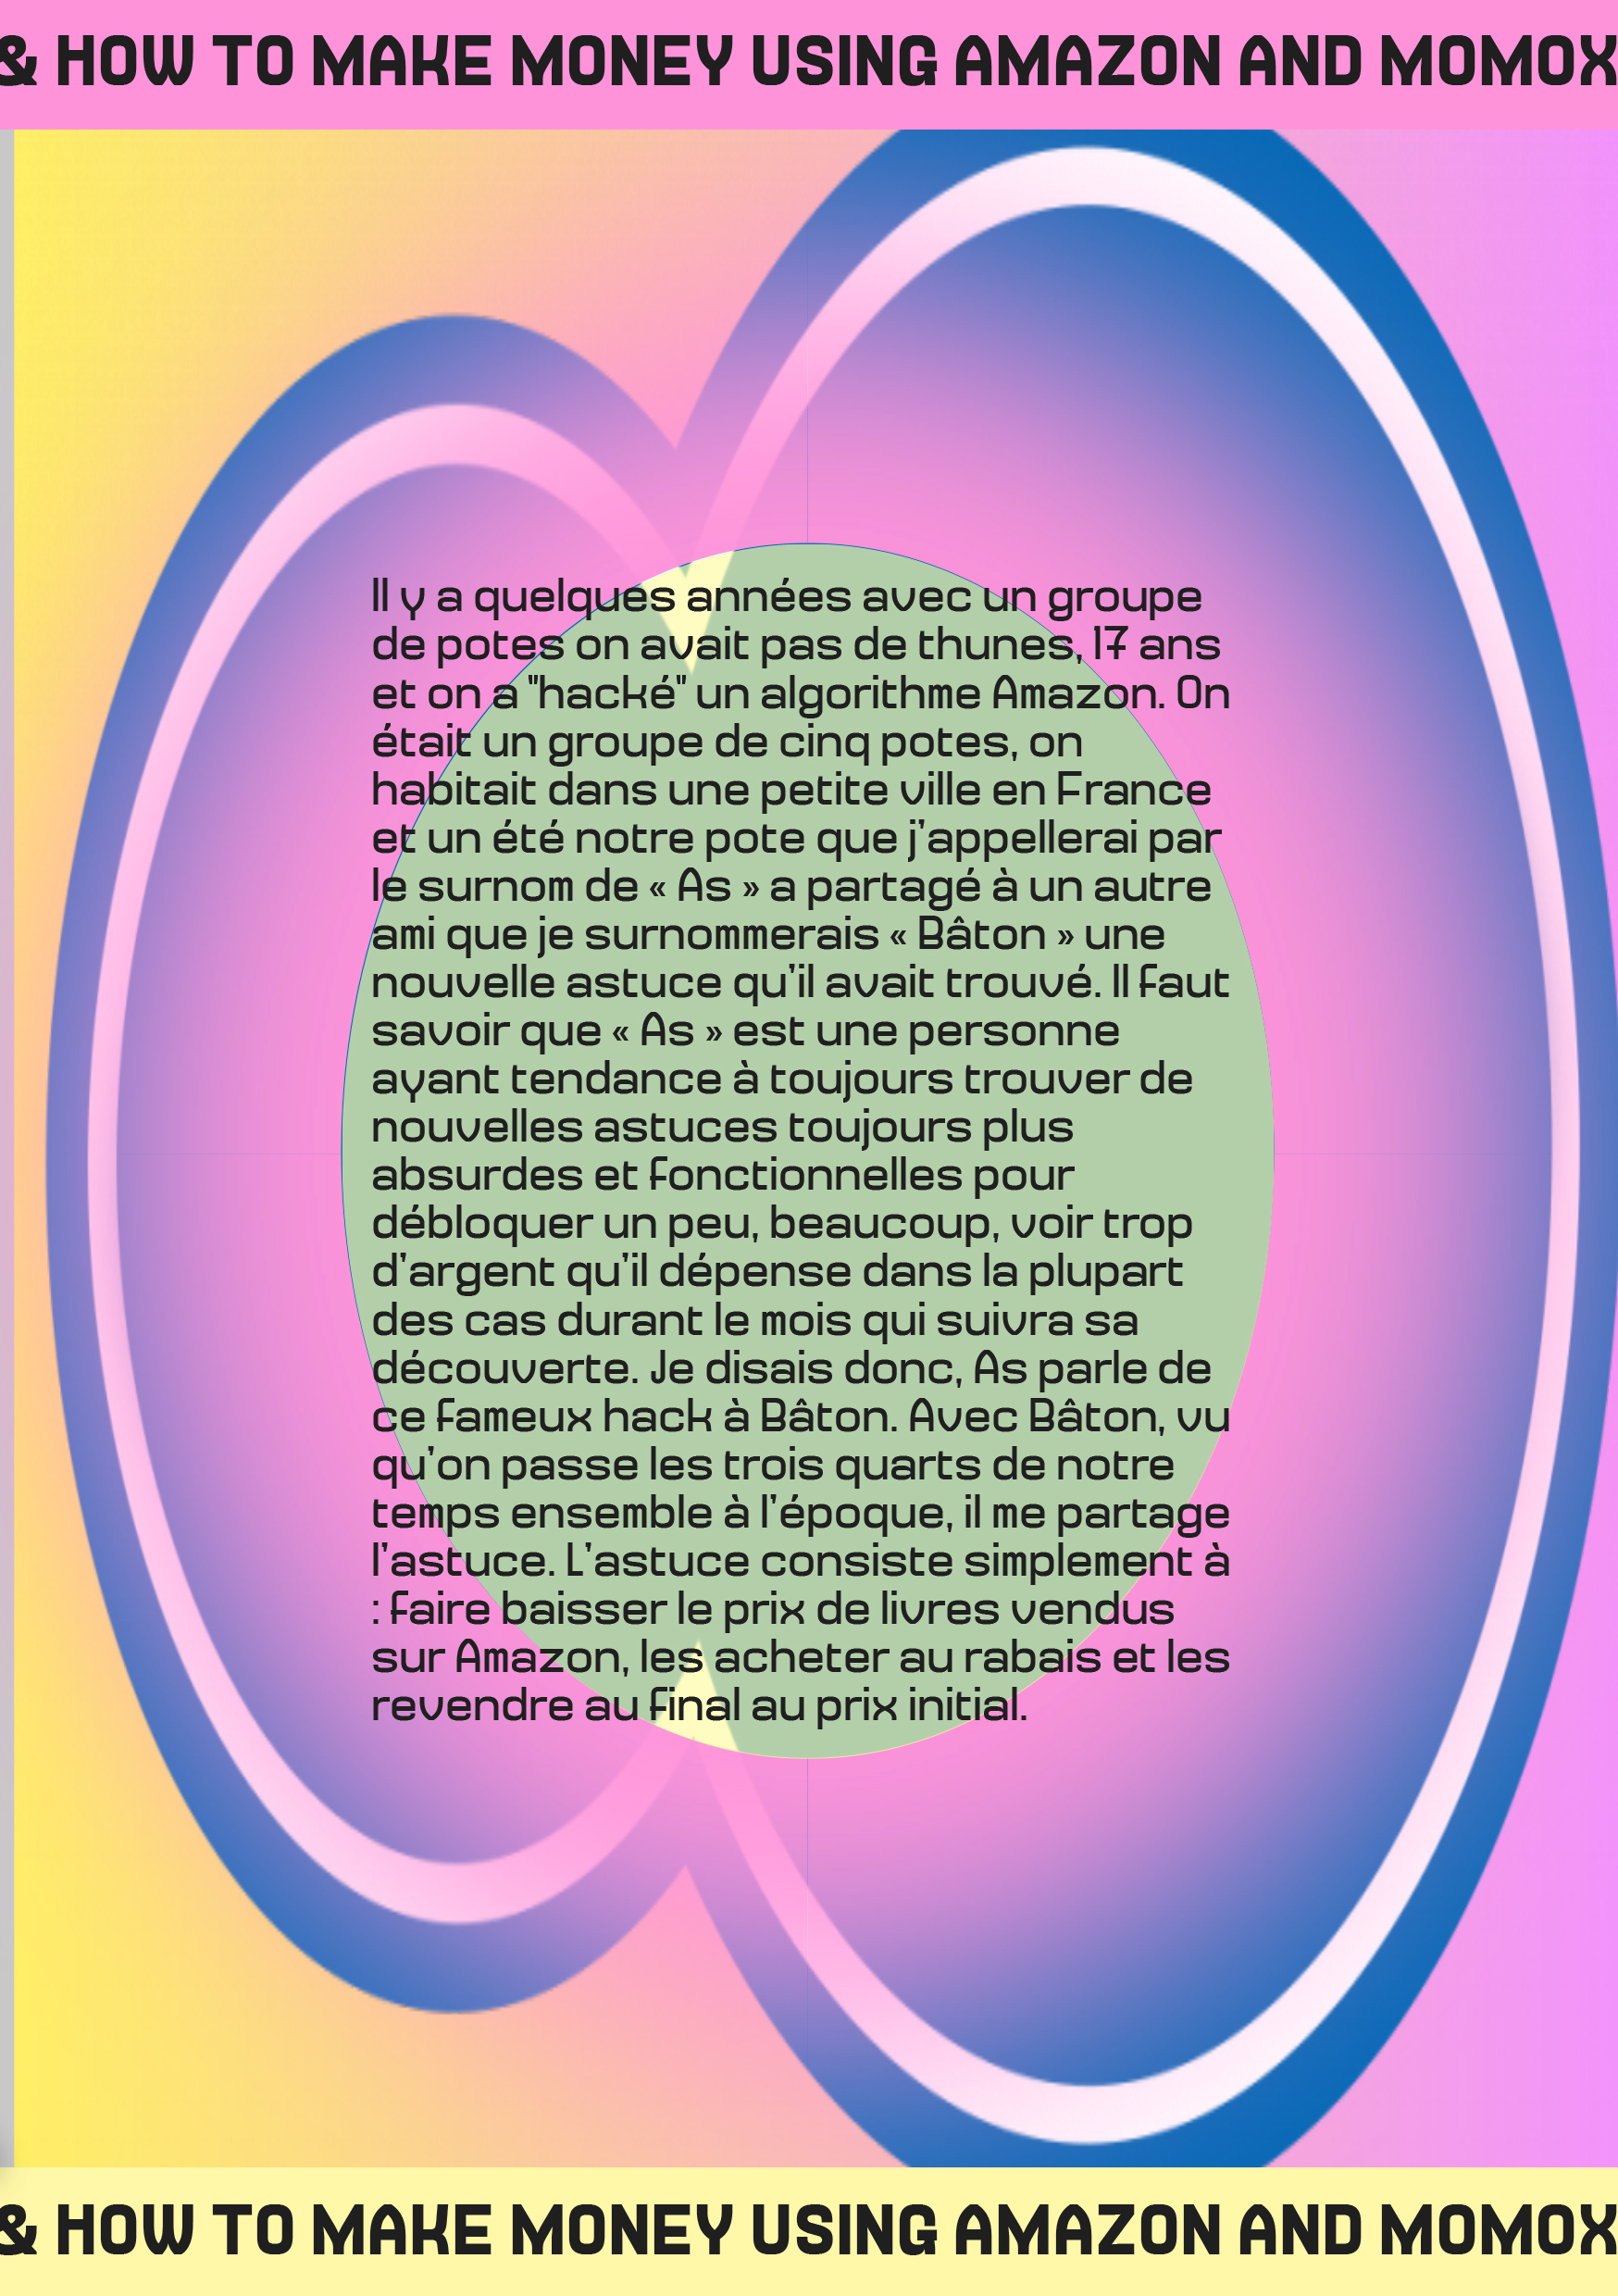 & HOW TO MAKE MONEY USING AMAZON AND MOMOX
Il y a quelques années avec un groupe
de potes on avait pas de thunes, 17 ans
et on a "hacké" un algorithme Amazon. On
était un groupe de cinq potes, on
habitait dans une petite ville en France
et un été notre pote que j'appellerai par
le surnom de « As » a partagé à un autre
ami que je surnommerais « Bâton » une
nouvelle astuce qu'il avait trouvé. Il faut
savoir que « As » est une personne
ayant tendance à toujours trouver de
nouvelles astuces toujours plus
absurdes et fonctionnelles pour
débloquer un peu, beaucoup, voir trop
d'argent qu'il dépense dans la plupart
des cas durant le mois qui suivra sa
découverte. Je disais donc, As parle de
ce fameux hack à Bâton. Avec Bâton, vu
qu'on passe les trois quarts de notre
temps ensemble à l'époque, il me partage
l'astuce. L'astuce consiste simplement à
: faire baisser le prix de livres vendus
sur Amazon, les acheter au rabais et les
revendre au final au prix initial.
& HOW TO MAKE MONEY USING AMAZON AND MOMOX